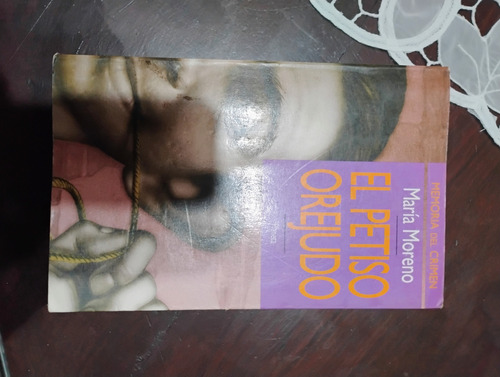 MEMORIA DEL CRIMEN
María Moreno
EL PETISO
OREJUDO